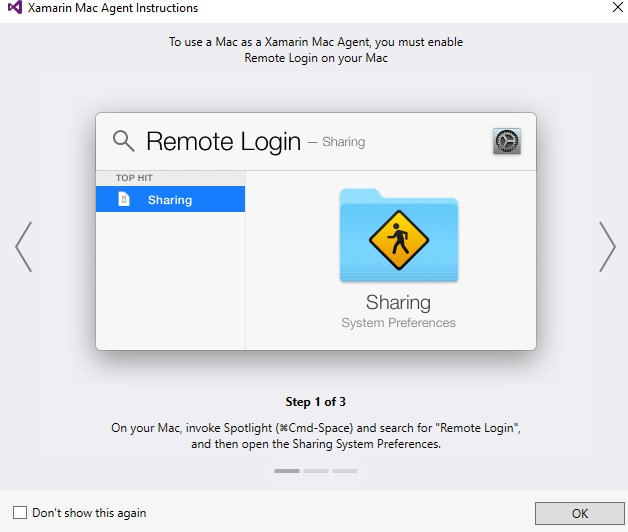 Xamarin Mac Agent Instructions
To use a Mac as a Xamarin Mac Agent, you must enable
Remote Login on your Mac
Remote Login – Sharing
TOP HIT
Sharing
Sharing
System Preferences
Step 1 of 3
On your Mac, invoke Spotlight (⌘Cmd-Space) and search for "Remote Login",
and then open the Sharing System Preferences.
Don't show this again
OK